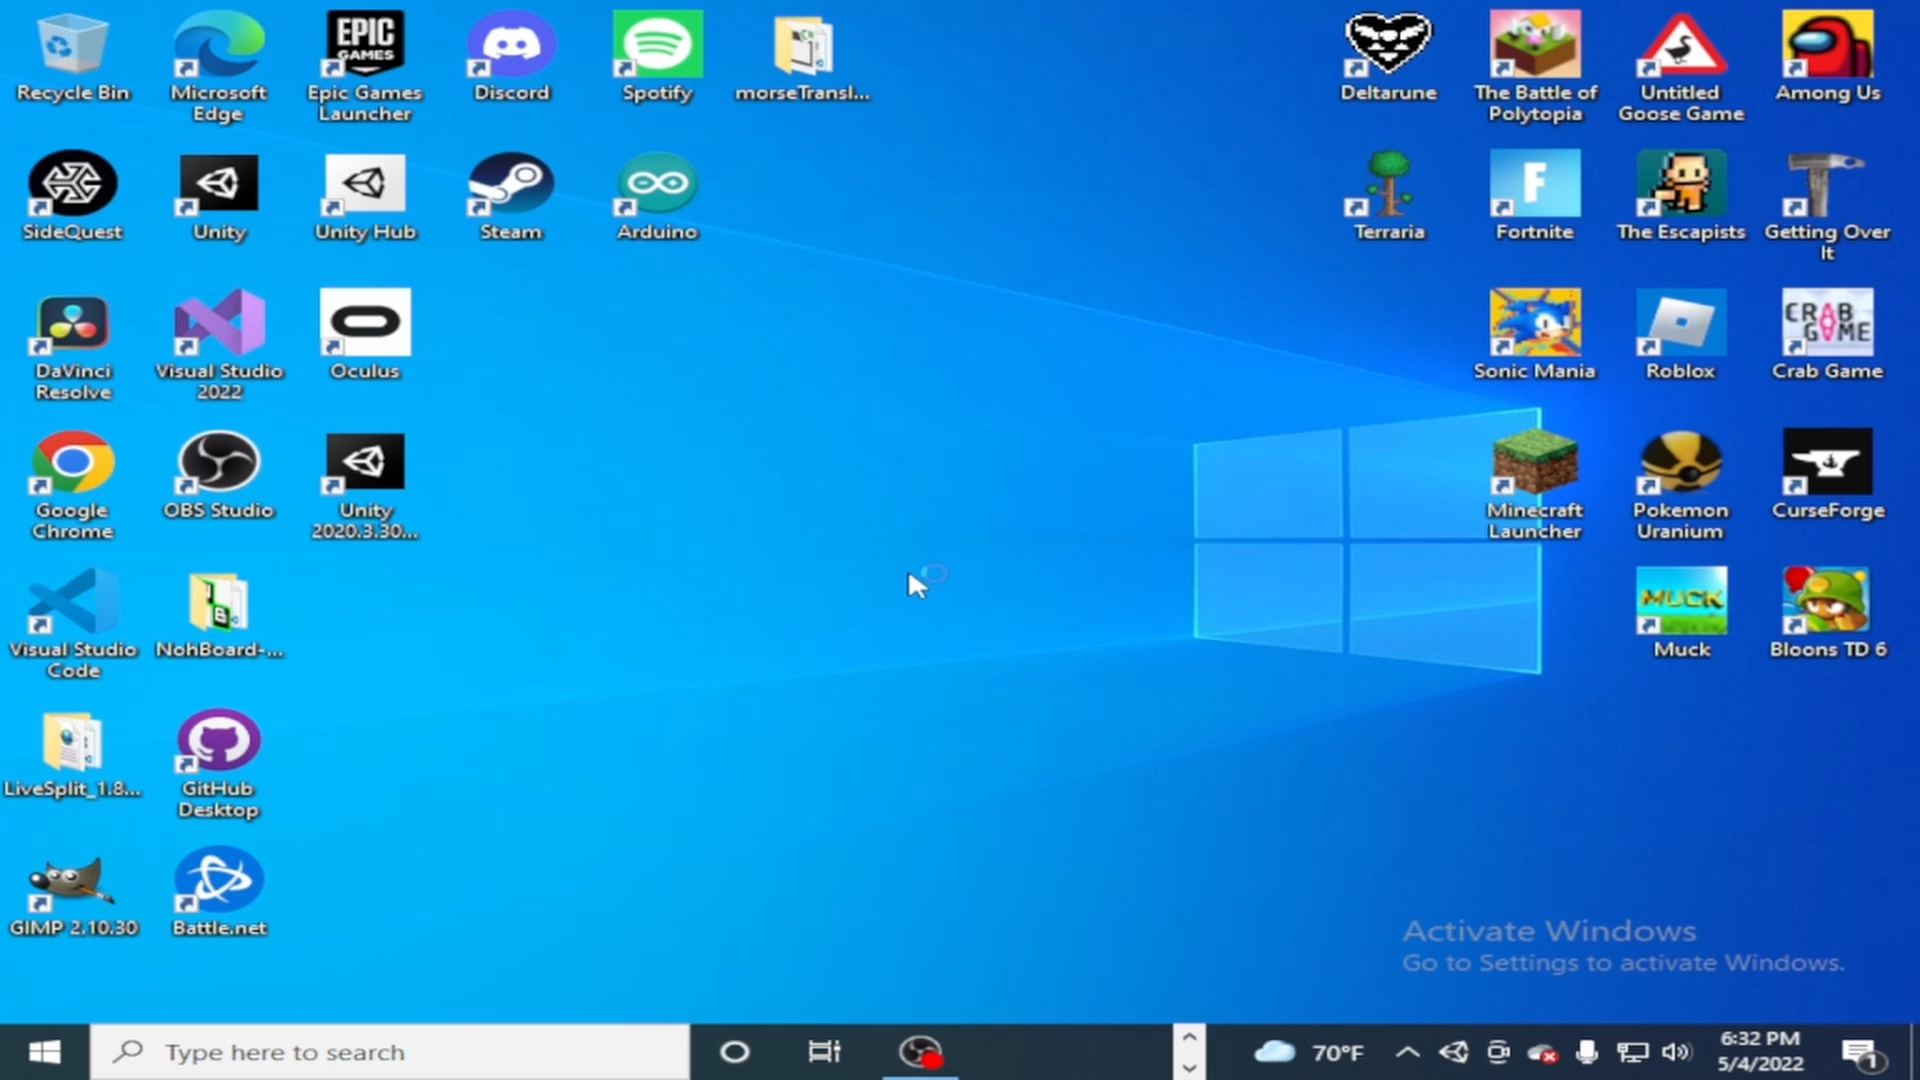 EPIC
GAMES
Recycle Bin
Microsoft
Edge
Epic Games
Launcher
Discord
Spotify
morseTransl...
Deltarune
The Battle of
Polytopia
Untitled
Goose Game
Among Us
SideQuest
Unity
Unity Hub
Steam
Arduino
Terraria
F
Fortnite
The Escapists
Getting Over
It
DaVinci
Resolve
Visual Studio
2022
Oculus
Sonic Mania
Roblox
CRAB
GAME
Crab Game
Google
Chrome
OBS Studio
Unity
2020.3.30...
Minecraft
Launcher
Pokemon
Uranium
CurseForge
Visual Studio
Code
B
NohBoard-...
MUCK
Muck
Bloons TD 6
LiveSplit_1.8...
GitHub
Desktop
GIMP 2.10.30
Battle.net
Activate Windows
Go to Settings to activate Windows.
Type here to search
70°F
6:32 PM
5/4/2022
1